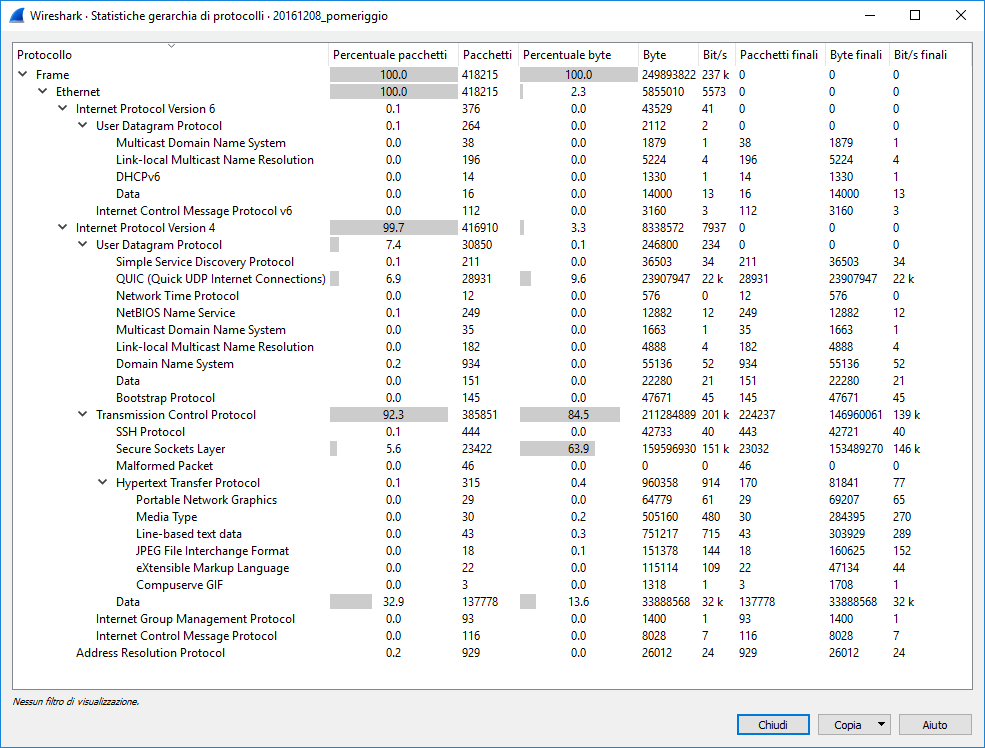 Wireshark · Statistiche gerarchia di protocolli · 20161208_pomeriggio
Protocollo Percentuale pacchetti Pacchetti Percentuale byte Byte Bit/s Pacchetti finali Byte finali Bit/s finali
Frame 100.0 418215 100.0 249893822 237 k 0 0 0
Ethernet 100.0 418215 2.3 5855010 5573 0 0 0
Internet Protocol Version 6 0.1 376 0.0 43529 41 0 0 0
User Datagram Protocol 0.1 264 0.0 2112 2 0 0 0
Multicast Domain Name System 0.0 38 0.0 1879 1 38 1879 1
Link-local Multicast Name Resolution 0.0 196 0.0 5224 4 196 5224 4
DHCPv6 0.0 14 0.0 1330 1 14 1330 1
Data 0.0 16 0.0 14000 13 16 14000 13
Internet Control Message Protocol v6 0.0 112 0.0 3160 3 112 3160 3
Internet Protocol Version 4 99.7 416910 3.3 8338572 7937 0 0 0
User Datagram Protocol 7.4 30850 0.1 246800 234 0 0 0
Simple Service Discovery Protocol 0.1 211 0.0 36503 34 211 36503 34
QUIC (Quick UDP Internet Connections) 6.9 28931 9.6 23907947 22 k 28931 23907947 22 k
Network Time Protocol 0.0 12 0.0 576 0 12 576 0
NetBIOS Name Service 0.1 249 0.0 12882 12 249 12882 12
Multicast Domain Name System 0.0 35 0.0 1663 1 35 1663 1
Link-local Multicast Name Resolution 0.0 182 0.0 4888 4 182 4888 4
Domain Name System 0.2 934 0.0 55136 52 934 55136 52
Data 0.0 151 0.0 22280 21 151 22280 21
Bootstrap Protocol 0.0 145 0.0 47671 45 145 47671 45
Transmission Control Protocol 92.3 385851 84.5 211284889 201 k 224237 146960061 139 k
SSH Protocol 0.1 444 0.0 42733 40 443 42721 40
Secure Sockets Layer 5.6 23422 63.9 159596930 151 k 23032 153489270 146 k
Malformed Packet 0.0 46 0.0 0 0 46 0 0
Hypertext Transfer Protocol 0.1 315 0.4 960358 914 170 81841 77
Portable Network Graphics 0.0 29 0.0 64779 61 29 69207 65
Media Type 0.0 30 0.2 505160 480 30 284395 270
Line-based text data 0.0 43 0.3 751217 715 43 303929 289
JPEG File Interchange Format 0.0 18 0.1 151378 144 18 160625 152
eXtensible Markup Language 0.0 22 0.0 115114 109 22 47134 44
Compuserve GIF 0.0 3 0.0 1318 1 3 1708 1
Data 32.9 137778 13.6 33888568 32 k 137778 33888568 32 k
Internet Group Management Protocol 0.0 93 0.0 1400 1 93 1400 1
Internet Control Message Protocol 0.0 116 0.0 8028 7 116 8028 7
Address Resolution Protocol 0.2 929 0.0 26012 24 929 26012 24
Nessun filtro di visualizzazione.
Chiudi Copia Aiuto